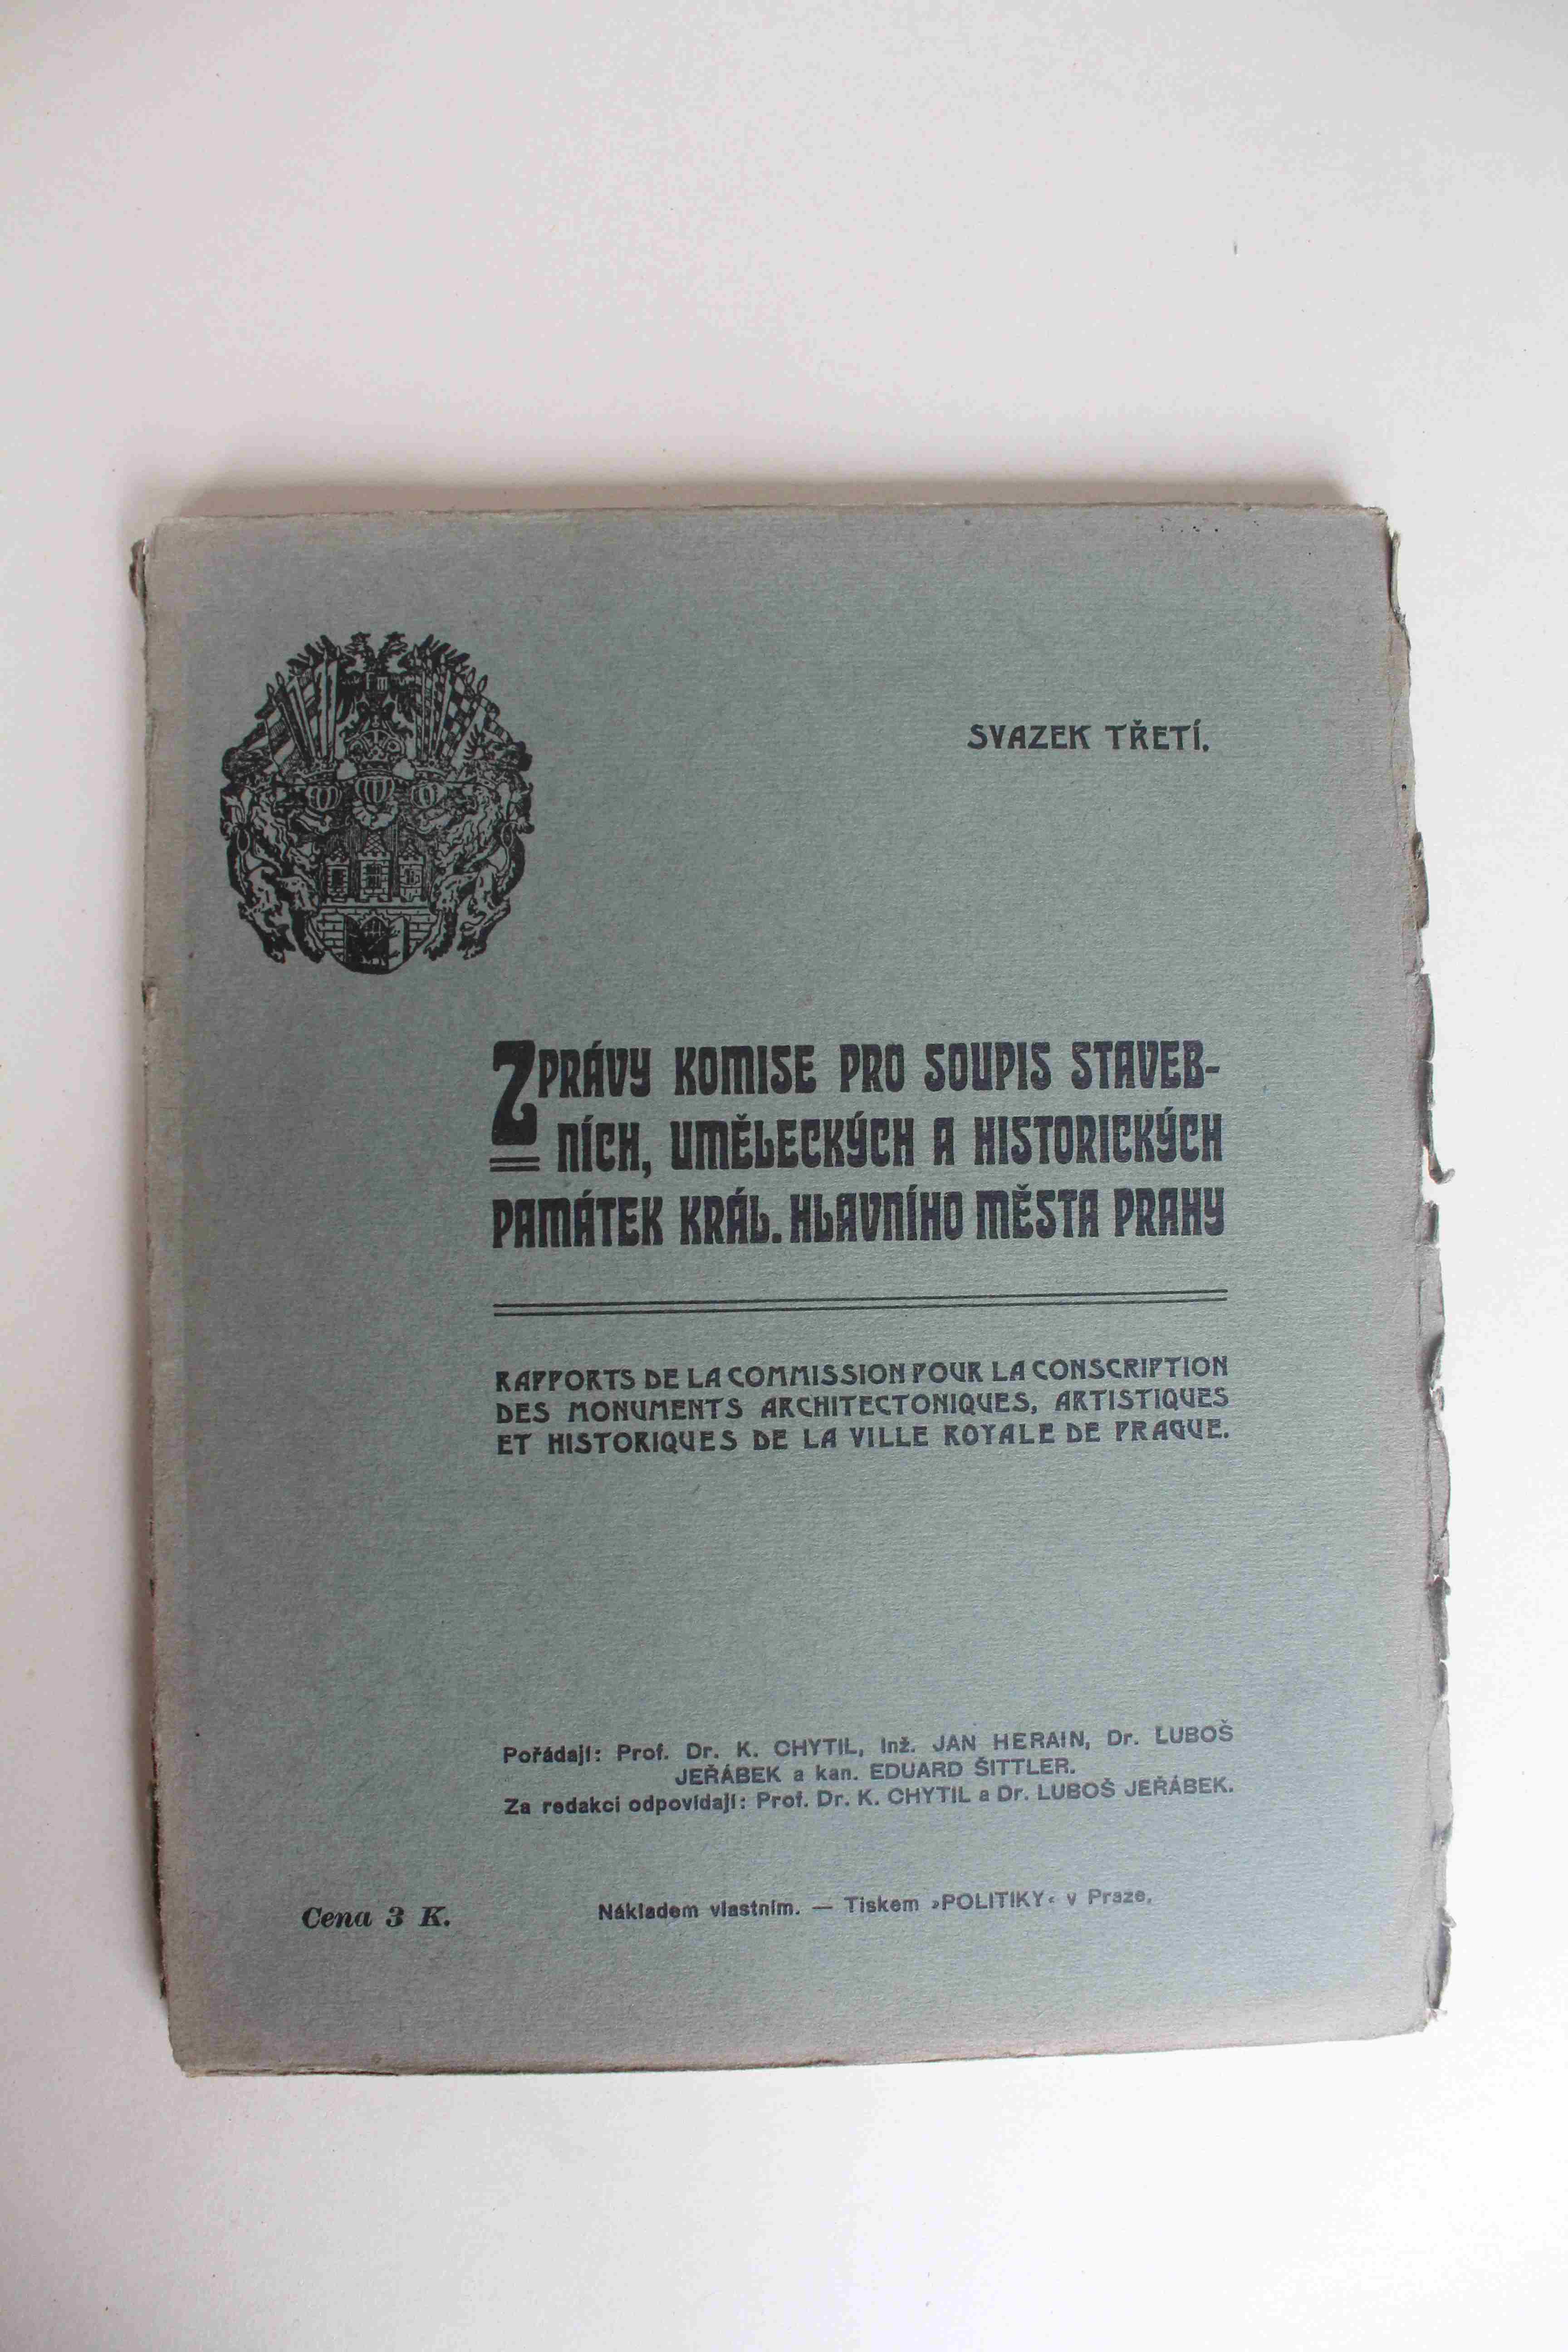 SVAZEK TŘETÍ.
ZPRÁVY KOMISE PRO SOUPIS STAVEB-
NÍCH, UMĚLECKÝCH A HISTORICKÝCH
PAMÁTEK KRÁL. HLAVNÍHO MĚSTA PRAHY
RAPPORTS DE LA COMMISSION POUR LA CONSCRIPTION
DES MONUMENTS ARCHITECTONIQUES, ARTISTIQUES
ET HISTORIQUES DE LA VILLE ROYALE DE PRAGUE.
Pořádají: Prof. Dr. K. CHYTIL, Inž. JAN HERAIN, Dr. LUBOŠ
JEŘÁBEK a kan. EDUARD ŠITTLER.
Za redakci odpovídají: Prof. Dr. K. CHYTIL a Dr. LUBOŠ JEŘÁBEK.
Cena 3 K.
Nákladem vlastním. — Tiskem »POLITIKY« v Praze.